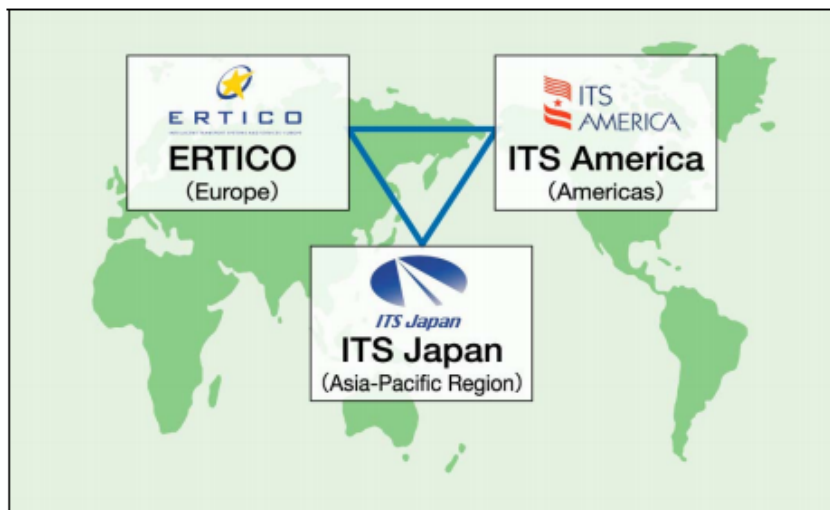 ERTICO
ERTICO
(Europe)
ITS
AMERICA
ITS America
(Americas)
ITS Japan
ITS Japan
(Asia-Pacific Region)